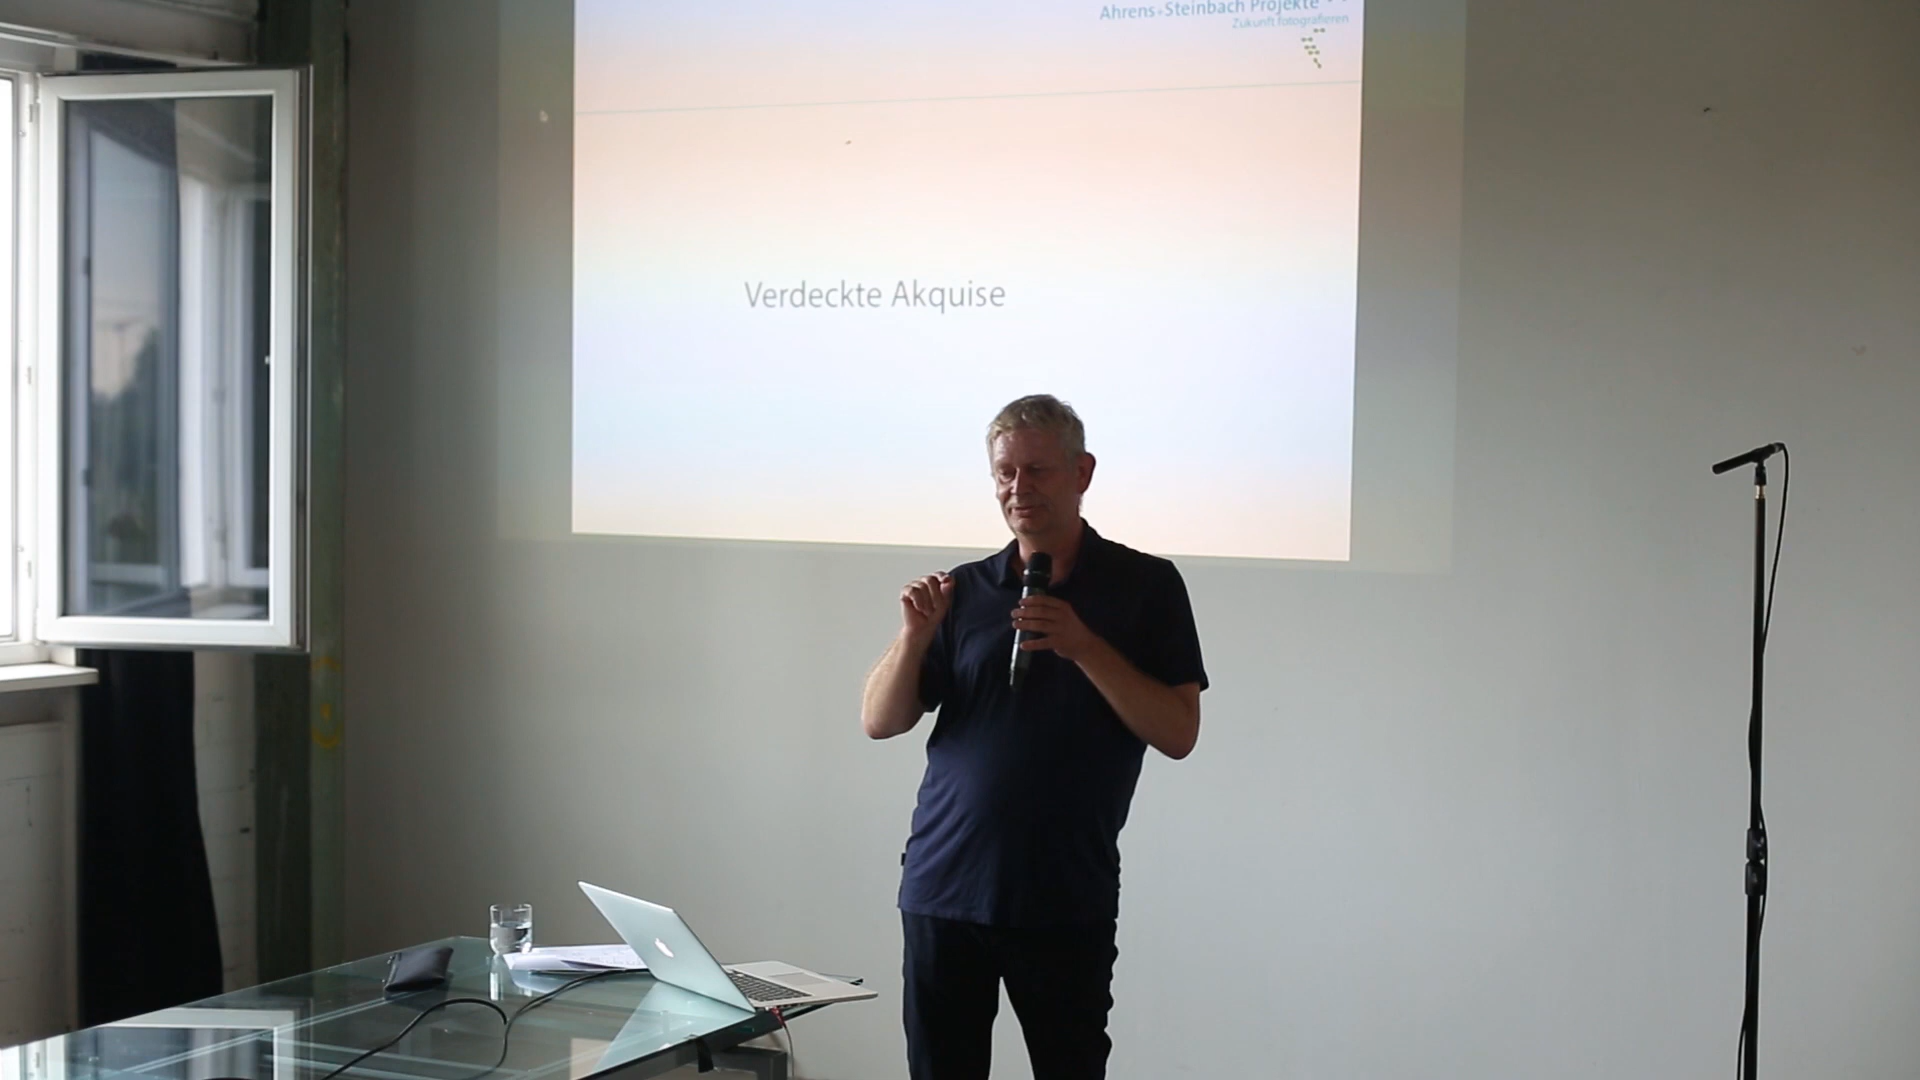 Ahrens+Steinbach Projekte
Zukunft fotografieren
Verdeckte Akquise